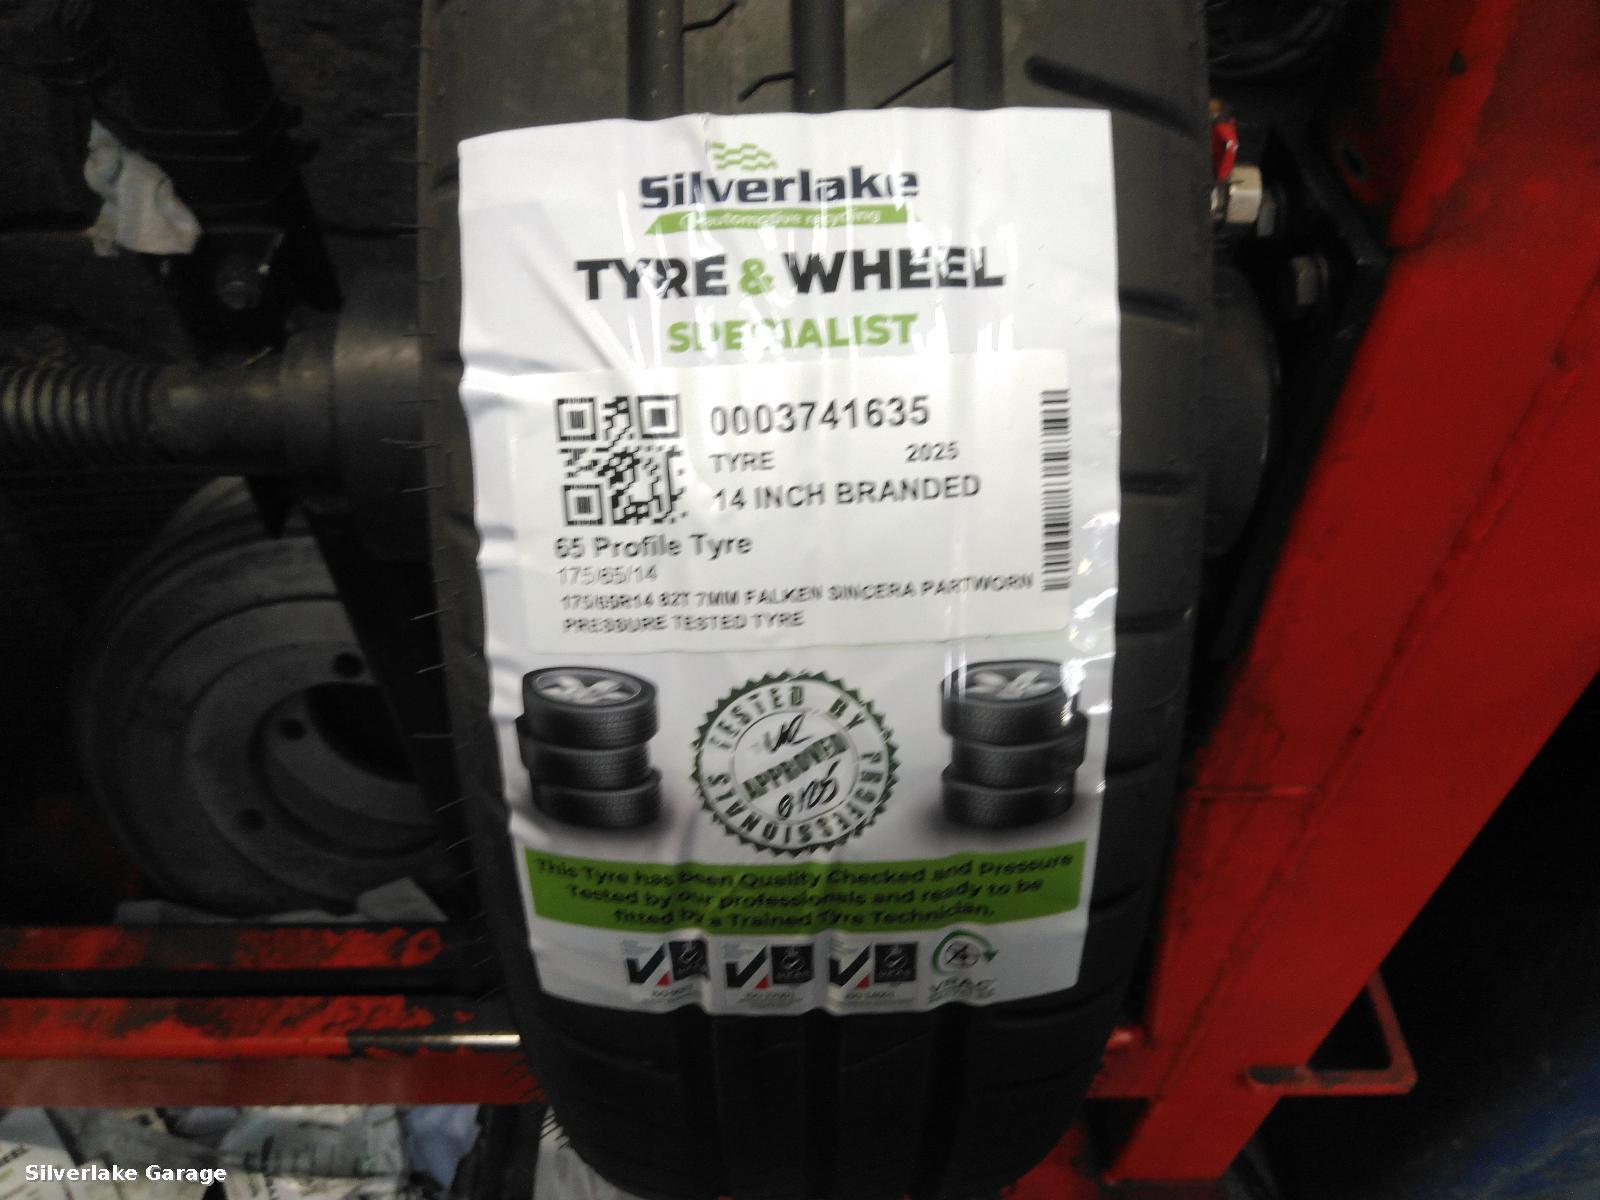 Silverlake
automotive recycling
TYRE & WHEEL
SPECIALIST
0003741635
TYRE 2025
14 INCH BRANDED
65 Profile Tyre
175/65/14
175/65R14 82T 7MM FALKEN SINCERA PARTWORN
PRESSURE TESTED TYRE
TESTED BY PROFESSIONALS
APPROVED
This Tyre has Been Quality Checked and Pressure
Tested by our professionals and ready to be
fitted by a Trained Tyre Technician.
Silverlake Garage